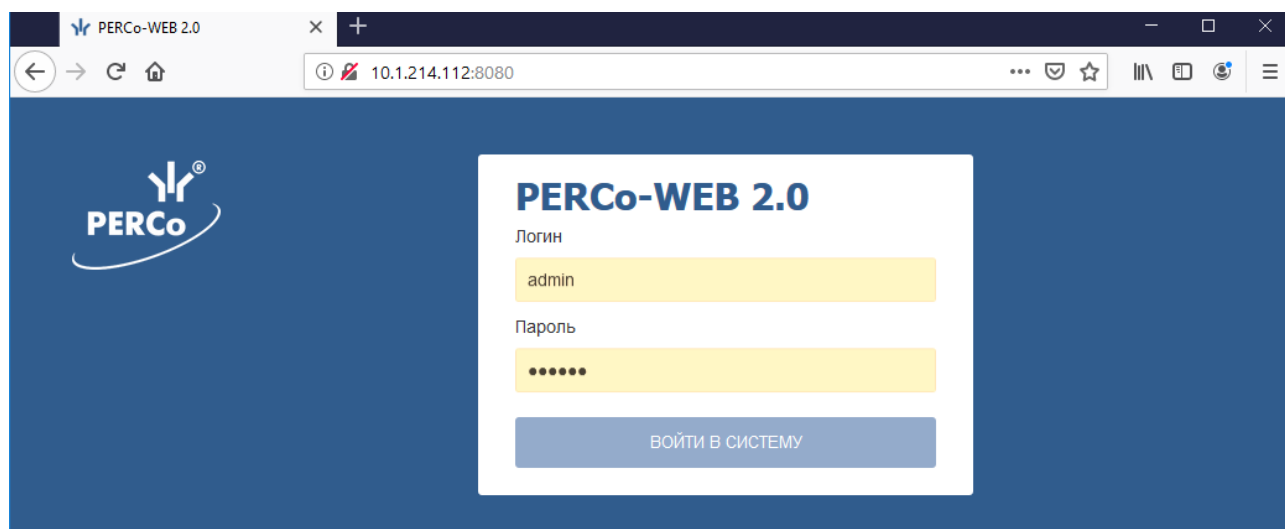 PERCo-WEB 2.0
10.1.214.112:8080
®
PERCo
PERCo-WEB 2.0
Логин
admin
Пароль
••••••
ВОЙТИ В СИСТЕМУ